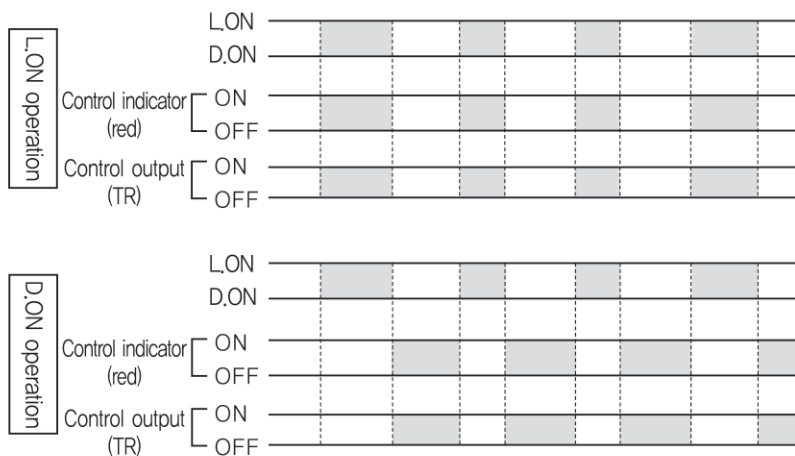 L.ON operation
L.ON
D.ON
Control indicator
(red)
ON
OFF
Control output
(TR)
ON
OFF
D.ON operation
L.ON
D.ON
Control indicator
(red)
ON
OFF
Control output
(TR)
ON
OFF